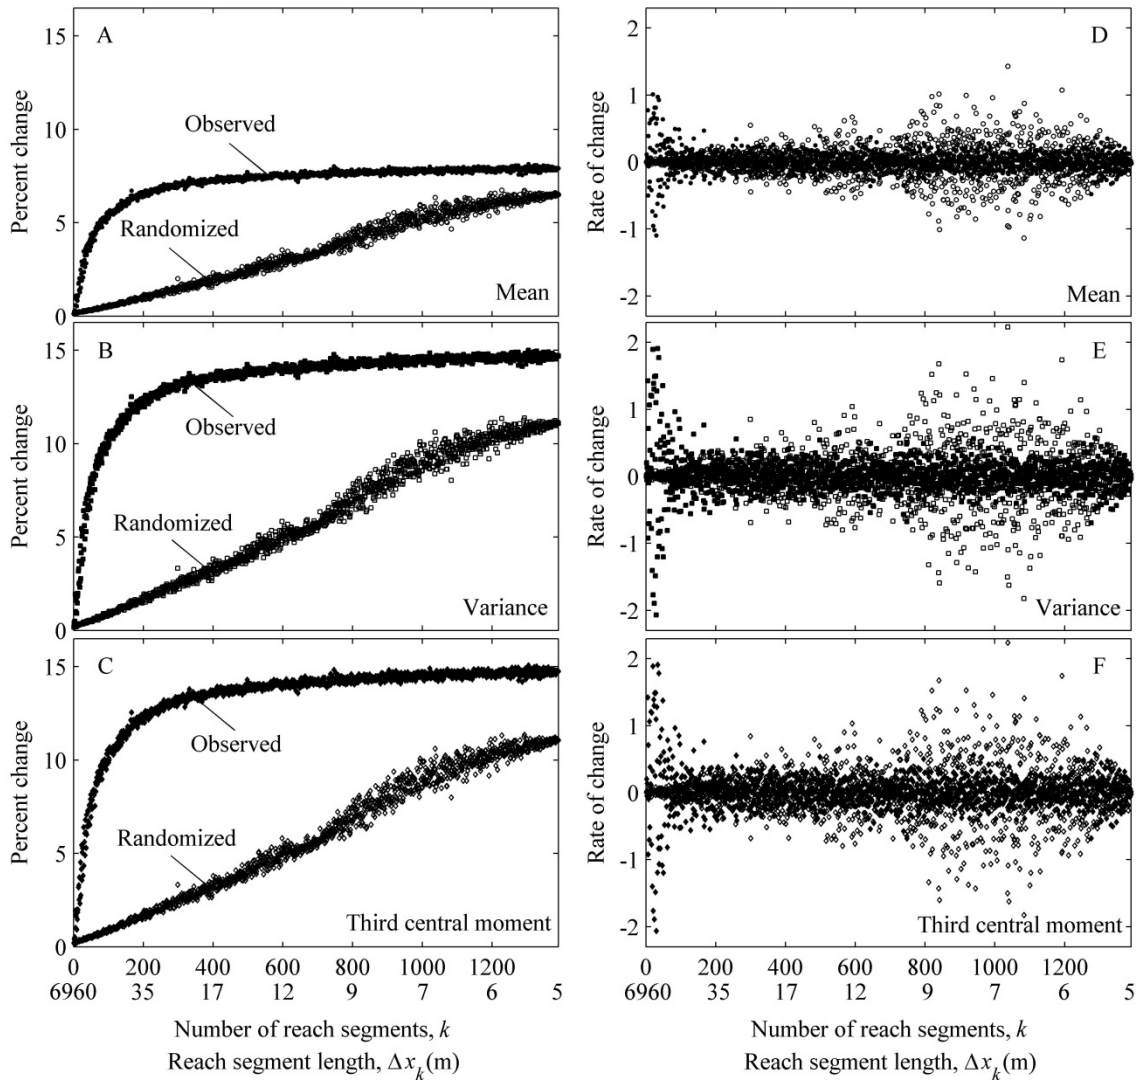 A
15
10
5
0
Percent change
Observed
Randomized
Mean
D
2
1
0
-1
-2
Rate of change
Mean
B
15
10
5
0
Percent change
Observed
Randomized
Variance
E
2
1
0
-1
-2
Rate of change
Variance
C
15
10
5
0
Percent change
Observed
Randomized
Third central moment
0 200 400 600 800 1000 1200
6960 35 17 12 9 7 6 5
Number of reach segments, k
Reach segment length, Δx_k(m)
F
2
1
0
-1
-2
Rate of change
Third central moment
0 200 400 600 800 1000 1200
6960 35 17 12 9 7 6 5
Number of reach segments, k
Reach segment length, Δx_k(m)